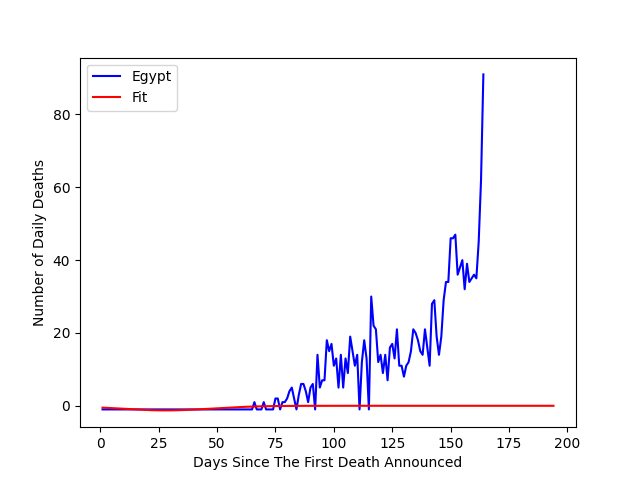 Egypt
Fit
Number of Daily Deaths
80
60
40
20
0
0 25 50 75 100 125 150 175 200
Days Since The First Death Announced